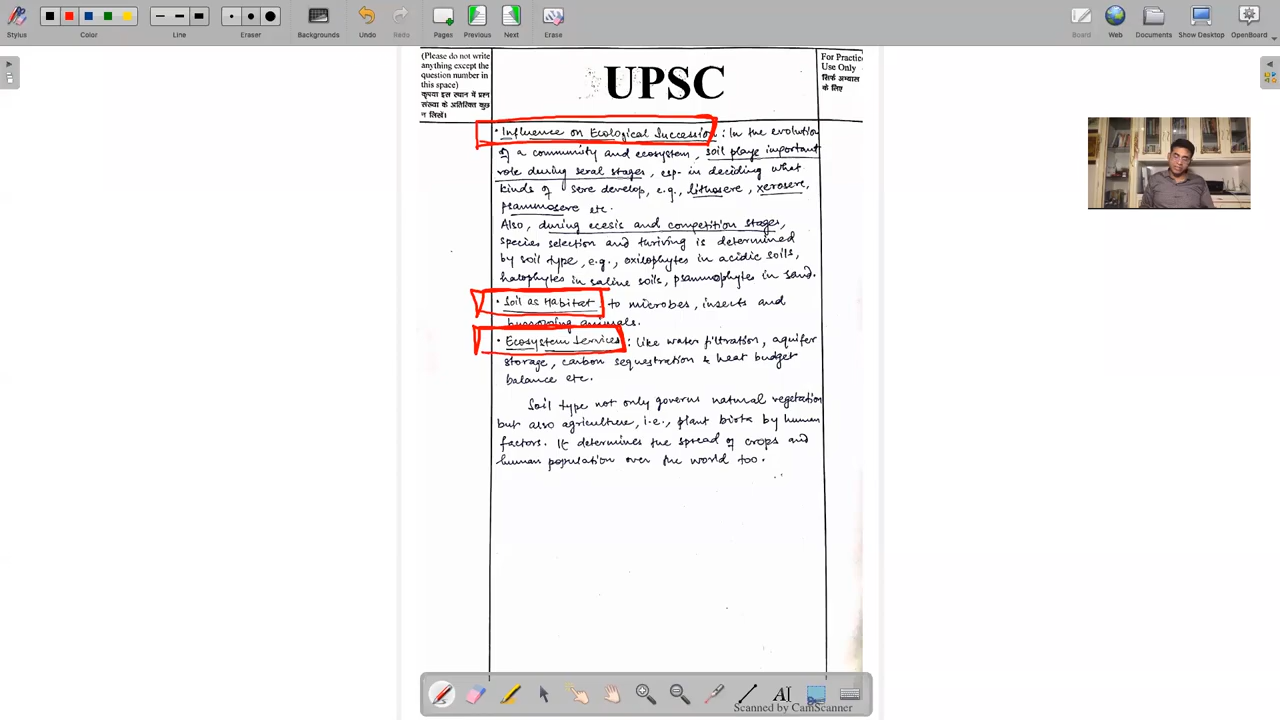 Stylus
Color
Line
Eraser
Backgrounds
Undo
Redo
Pages
Previous
Next
Erase
Board
Web
Documents
Show Desktop
OpenBoard
(Please do not write
anything except the
question number in
this space)
कृपया इस स्थान में प्रश्न
संख्या के अतिरिक्त कुछ
न लिखें।
UPSC
For Practice
Use Only
सिर्फ अभ्यास
के लिए
• Influence on Ecological Succession : In the evolution
of a community and ecosystem, soil plays important
role during seral stages, esp- in deciding what
kinds of sere develop, e.g., lithosere, xerosere,
psammosere etc.
Also, during ecesis and competition stages,
species selection and thriving is determined
by soil type, e.g., oxilophytes in acidic soils,
halophytes in saline soils, psammophytes in sand.
• Soil as Habitat to microbes, insects and
burrowing animals.
• Ecosystem Services : like water filtration, aquifer
storage, carbon sequestration & heat budget
balance etc.
Soil type not only governs natural vegetation
but also agriculture, i.e., plant biota by human
factors. It determines the spread of crops and
human population over the world too.
Scanned by CamScanner